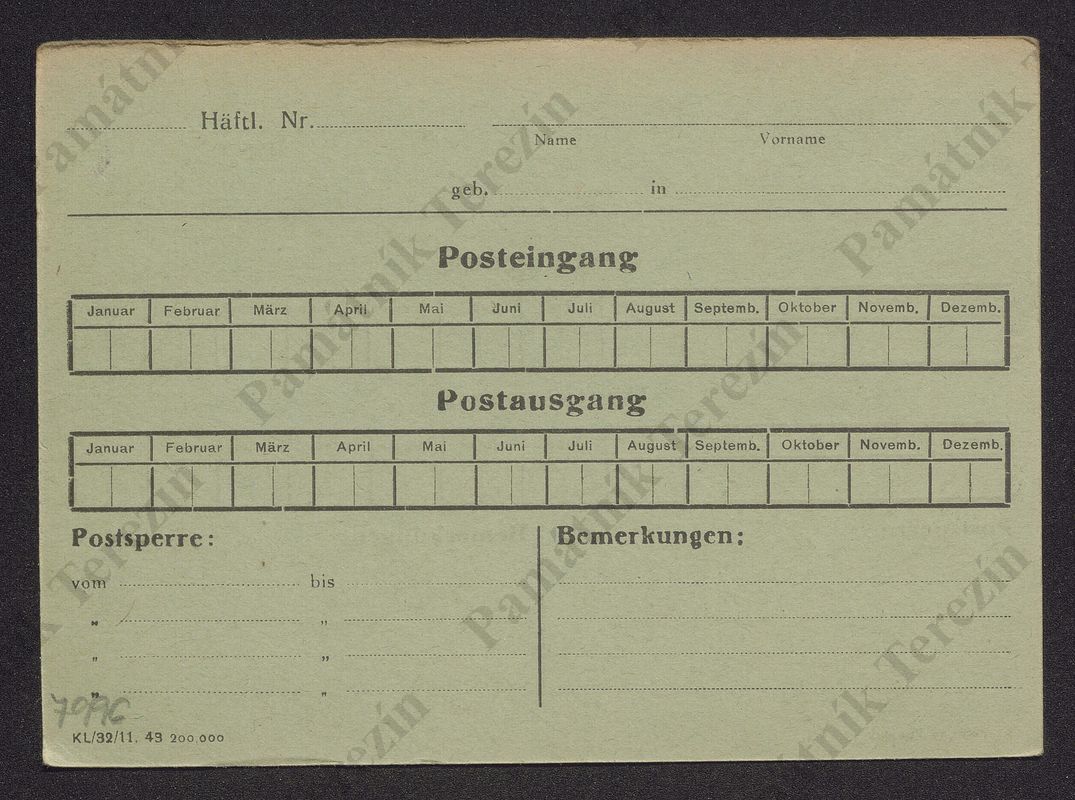 Häftl. Nr.
Name Vorname
geb. in
Posteingang
Januar Februar März April Mai Juni Juli August Septemb. Oktober Novemb. Dezemb.
Postausgang
Januar Februar März April Mai Juni Juli August Septemb. Oktober Novemb. Dezemb.
Postsperre: Bemerkungen:
vom bis
„ „
„ „
„ „
KL/32/11. 43 200.000
Památník Terezín